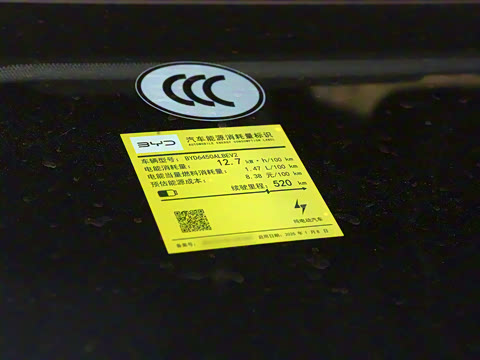 CCC
BYD 汽车能源消耗量标识
AUTOMOBILE ENERGY CONSUMPTION LABEL
车辆型号: BYD6450ALBEV2
电能消耗量: 12.7 kW·h/100 km
电能当量燃料消耗量: 1.47 L/100 km
预估能源成本: 8.38 元/100 km
续驶里程: 520 km
纯电动汽车
备案号:
启用日期: